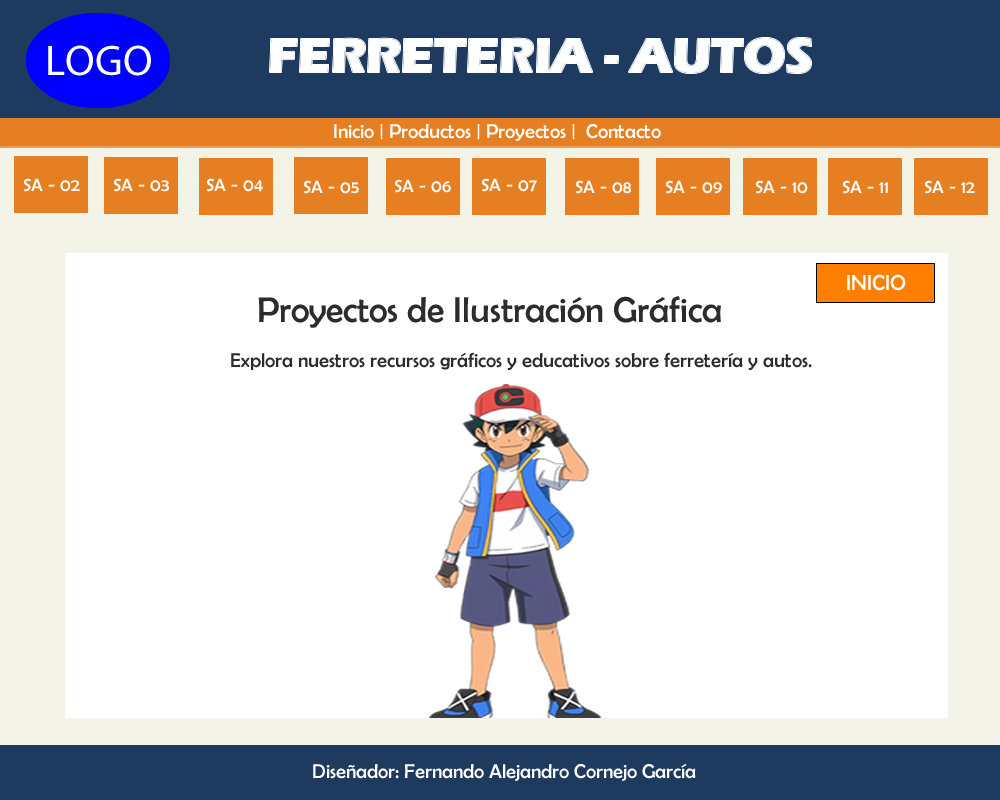 LOGO
FERRETERIA - AUTOS
Inicio | Productos | Proyectos | Contacto
SA - 02 SA - 03 SA - 04 SA - 05 SA - 06 SA - 07 SA - 08 SA - 09 SA - 10 SA - 11 SA - 12
INICIO
Proyectos de Ilustración Gráfica
Explora nuestros recursos gráficos y educativos sobre ferretería y autos.
Diseñador: Fernando Alejandro Cornejo García